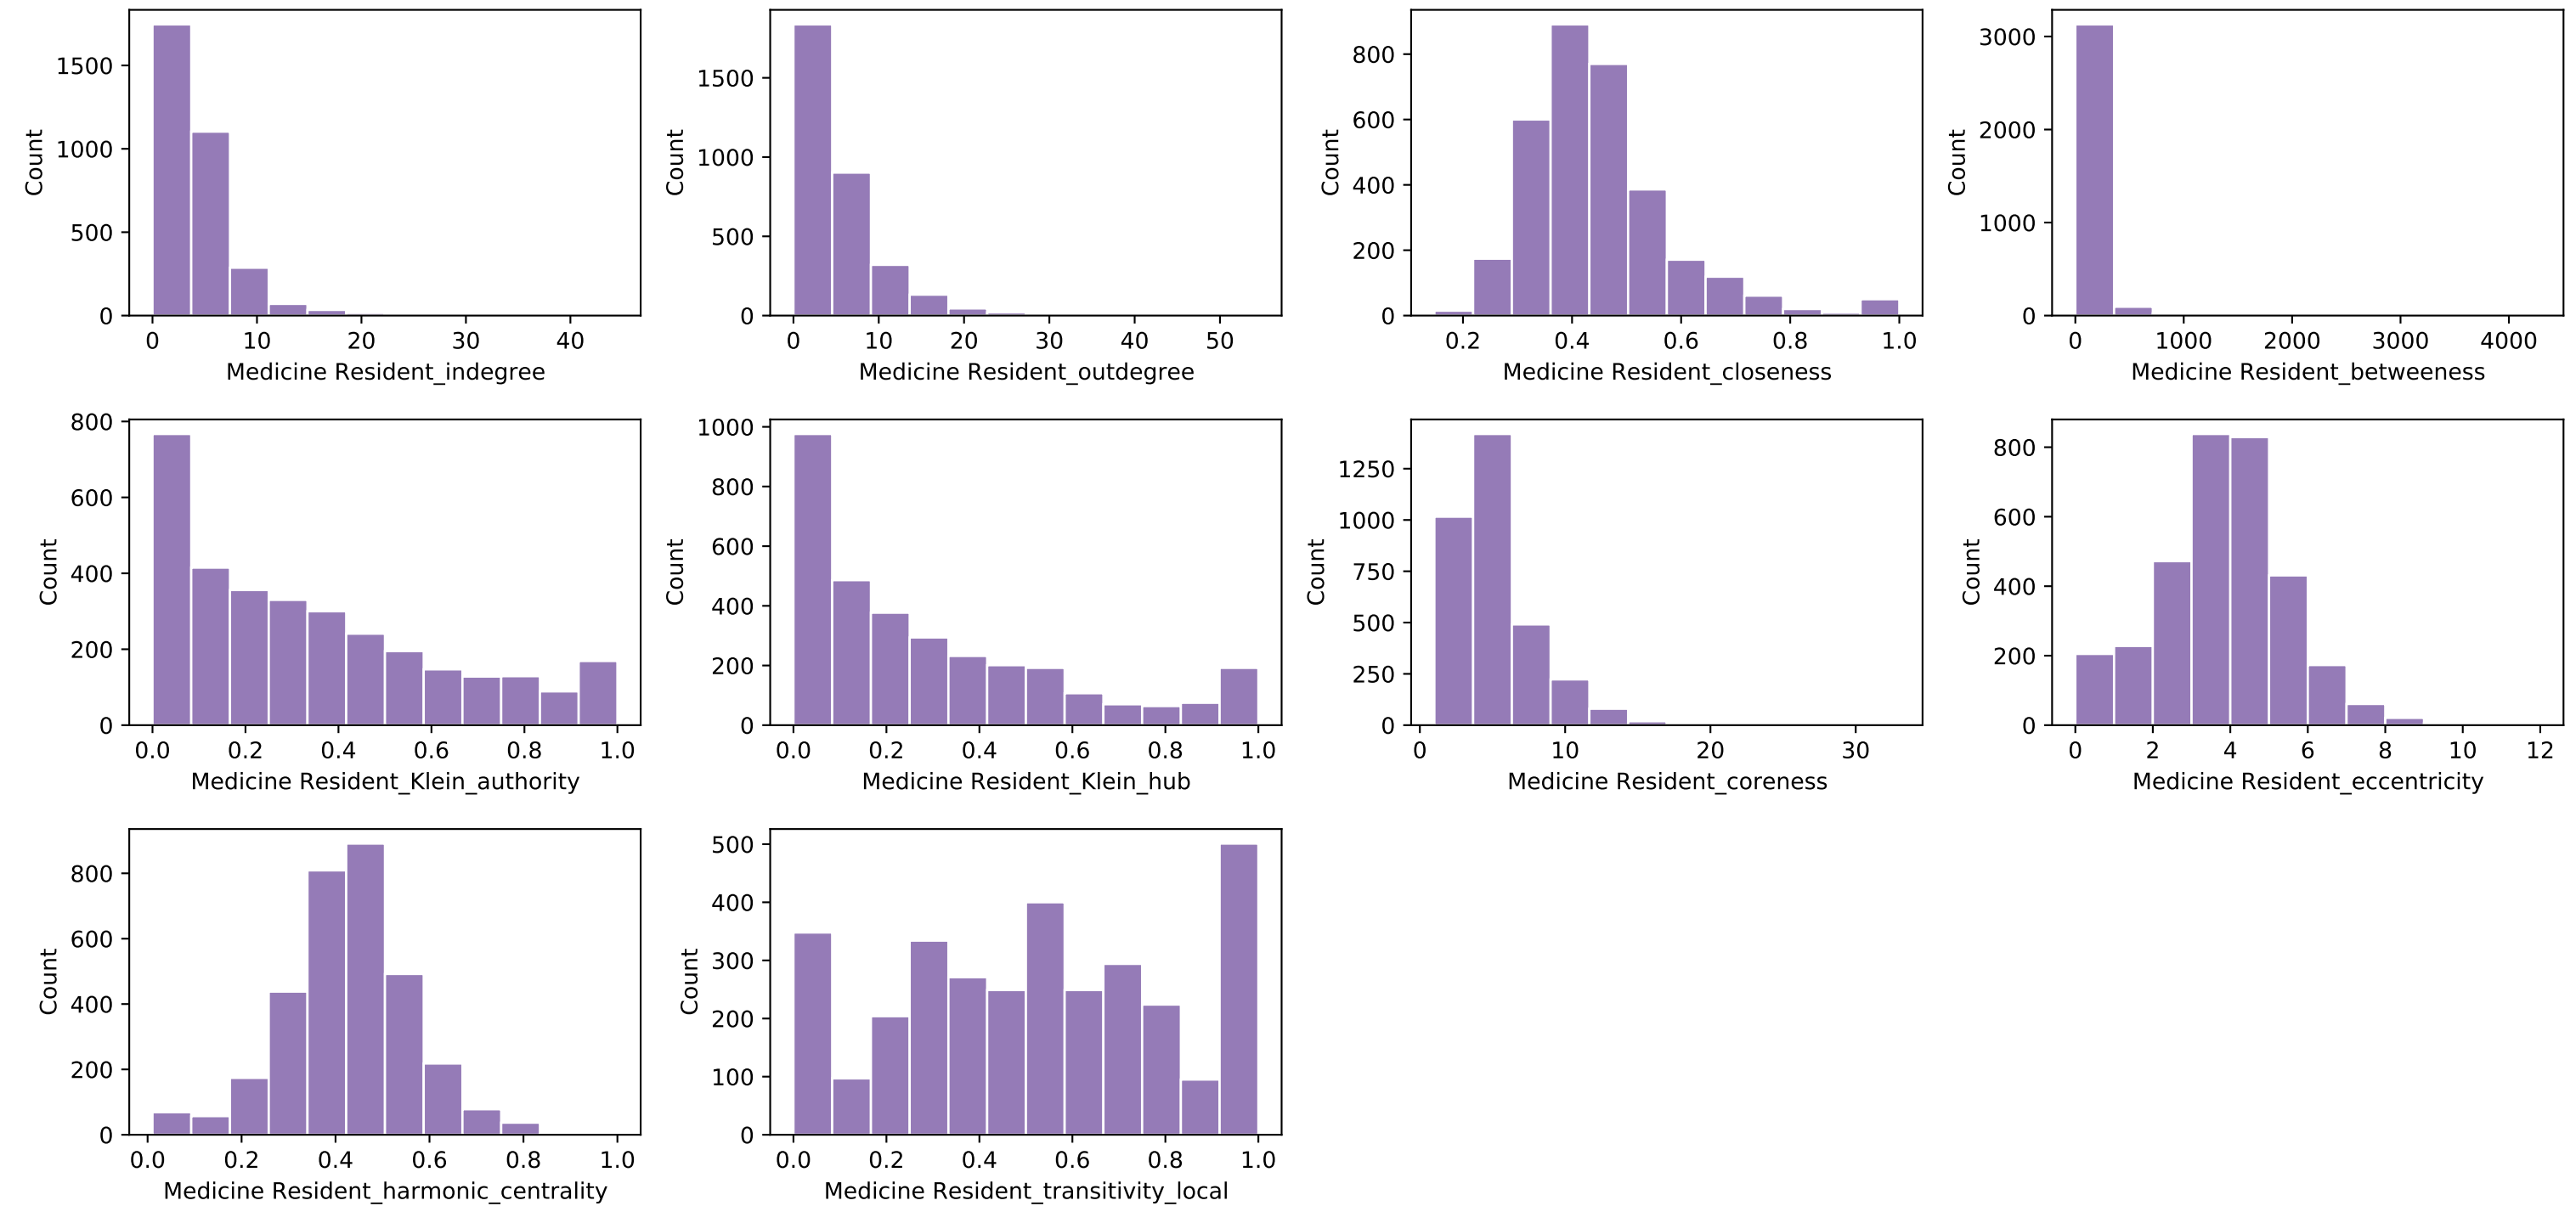 Count
1500
1000
500
0
0 10 20 30 40
Medicine Resident_indegree
Count
1500
1000
500
0
0 10 20 30 40 50
Medicine Resident_outdegree
Count
800
600
400
200
0
0.2 0.4 0.6 0.8 1.0
Medicine Resident_closeness
Count
3000
2000
1000
0
0 1000 2000 3000 4000
Medicine Resident_betweeness
Count
800
600
400
200
0
0.0 0.2 0.4 0.6 0.8 1.0
Medicine Resident_Klein_authority
Count
1000
800
600
400
200
0
0.0 0.2 0.4 0.6 0.8 1.0
Medicine Resident_Klein_hub
Count
1250
1000
750
500
250
0
0 10 20 30
Medicine Resident_coreness
Count
800
600
400
200
0
0 2 4 6 8 10 12
Medicine Resident_eccentricity
Count
800
600
400
200
0
0.0 0.2 0.4 0.6 0.8 1.0
Medicine Resident_harmonic_centrality
Count
500
400
300
200
100
0
0.0 0.2 0.4 0.6 0.8 1.0
Medicine Resident_transitivity_local